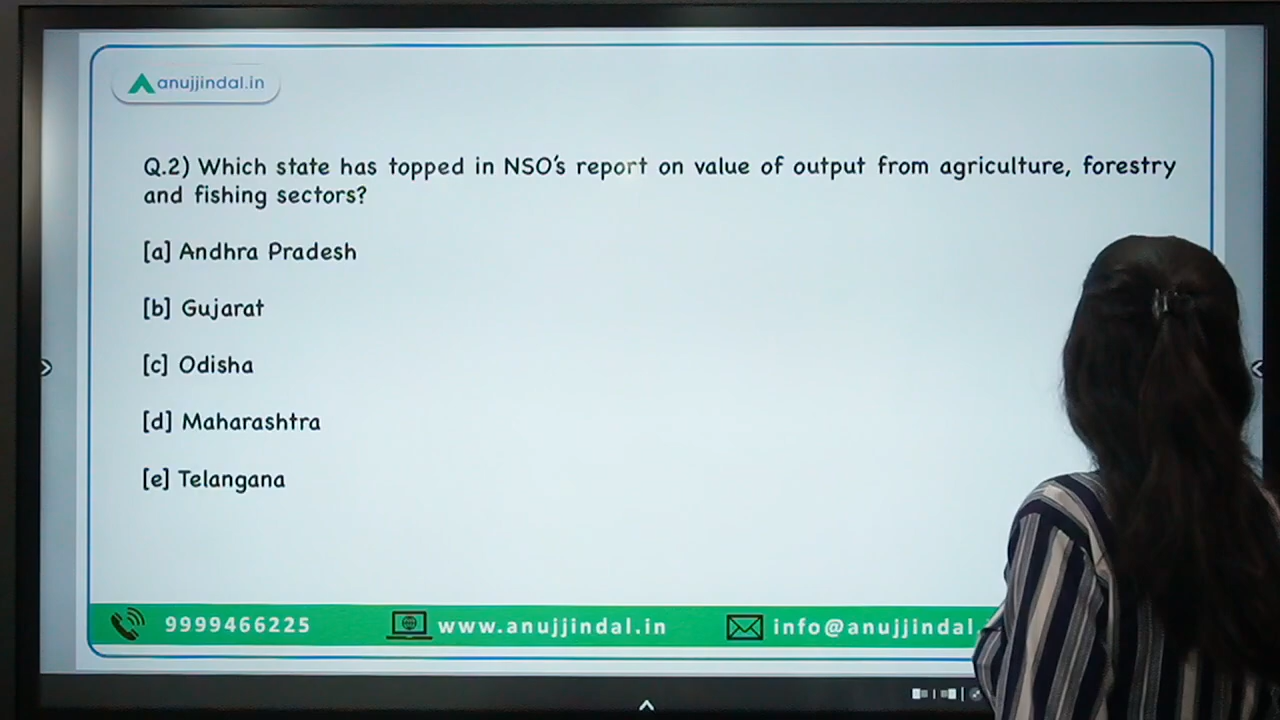 anujjindal.in
Q.2) Which state has topped in NSO's report on value of output from agriculture, forestry
and fishing sectors?
[a] Andhra Pradesh
[b] Gujarat
[c] Odisha
[d] Maharashtra
[e] Telangana
9999466225 www.anujjindal.in info@anujjindal.